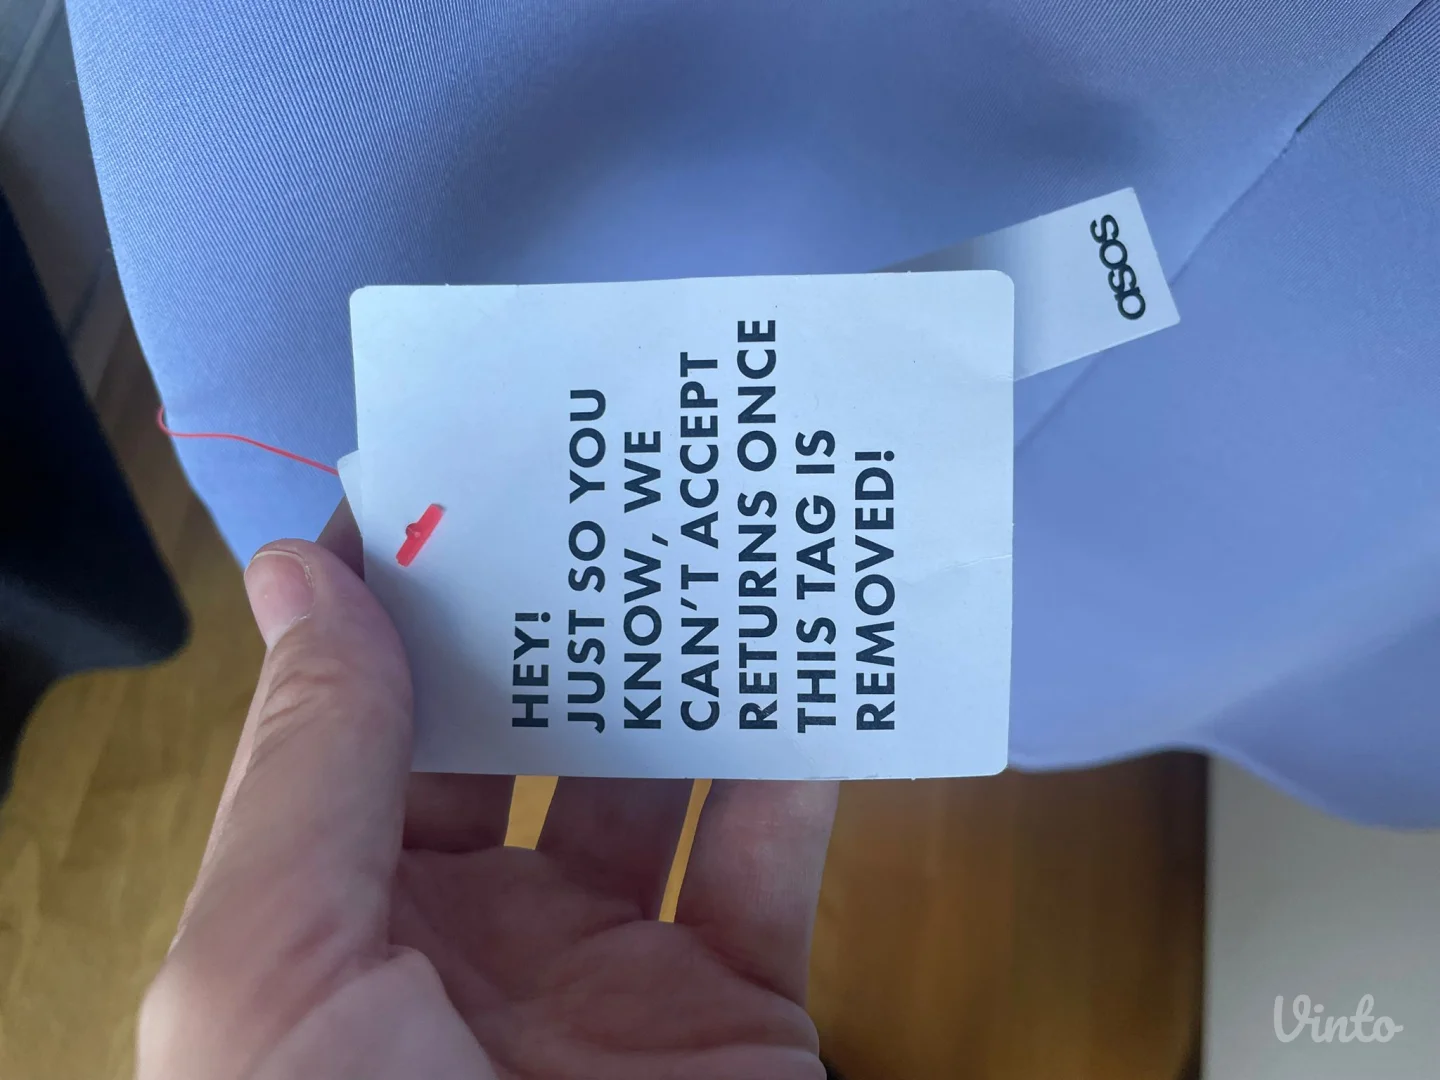 HEY!
JUST SO YOU
KNOW, WE
CAN'T ACCEPT
RETURNS ONCE
THIS TAG IS
REMOVED!
asos
Vinto